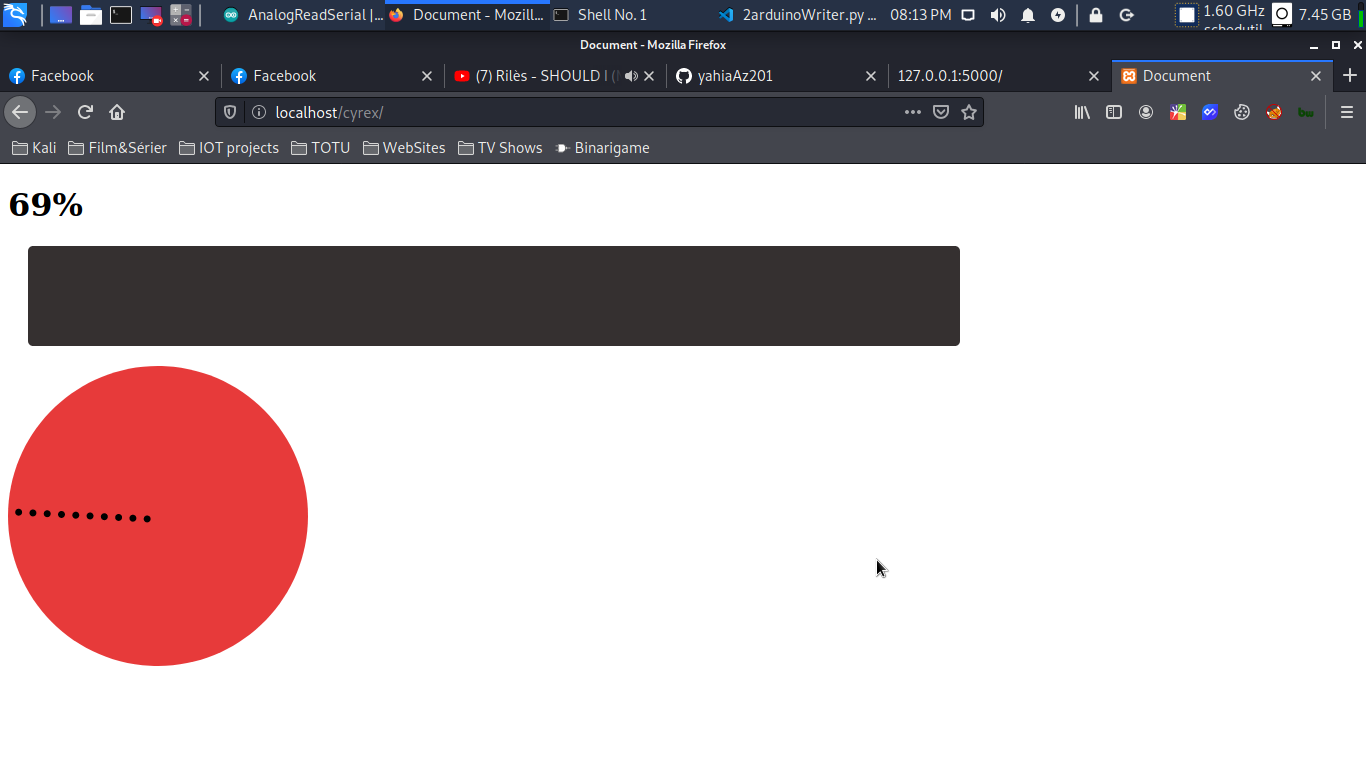 AnalogReadSerial |... Document - Mozill... Shell No. 1 2arduinoWriter.py ... 08:13 PM 1.60 GHz 7.45 GB
Document - Mozilla Firefox
Facebook Facebook (7) Rilès - SHOULD I ( yahiaAz201 127.0.0.1:5000/ Document
localhost/cyrex/
Kali Film&Sérier IOT projects TOTU WebSites TV Shows Binarigame
69%